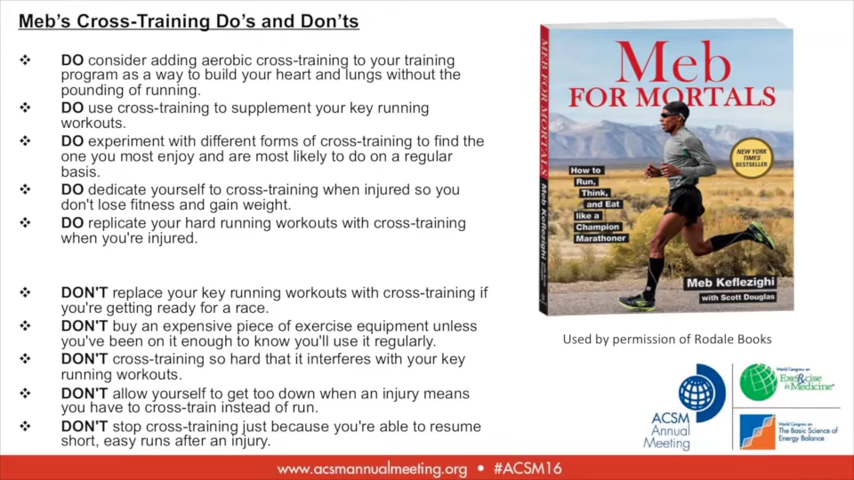 Meb's Cross-Training Do's and Don'ts
❖ DO consider adding aerobic cross-training to your training
program as a way to build your heart and lungs without the
pounding of running.
❖ DO use cross-training to supplement your key running
workouts.
❖ DO experiment with different forms of cross-training to find the
one you most enjoy and are most likely to do on a regular
basis.
❖ DO dedicate yourself to cross-training when injured so you
don't lose fitness and gain weight.
❖ DO replicate your hard running workouts with cross-training
when you're injured.
❖ DON'T replace your key running workouts with cross-training if
you're getting ready for a race.
❖ DON'T buy an expensive piece of exercise equipment unless
you've been on it enough to know you'll use it regularly.
❖ DON'T cross-training so hard that it interferes with your key
running workouts.
❖ DON'T allow yourself to get too down when an injury means
you have to cross-train instead of run.
❖ DON'T stop cross-training just because you're able to resume
short, easy runs after an injury.
MEB FOR MORTALS
Meb Keflezighi
Meb
FOR MORTALS
NEW YORK
TIMES
BESTSELLER
How to
Run,
Think,
and Eat
like a
Champion
Marathoner
Meb Keflezighi
with Scott Douglas
Used by permission of Rodale Books
ACSM
Annual
Meeting
World Congress on
Exercise
is Medicine
World Congress on
The Basic Science of
Energy Balance
www.acsmannualmeeting.org • #ACSM16